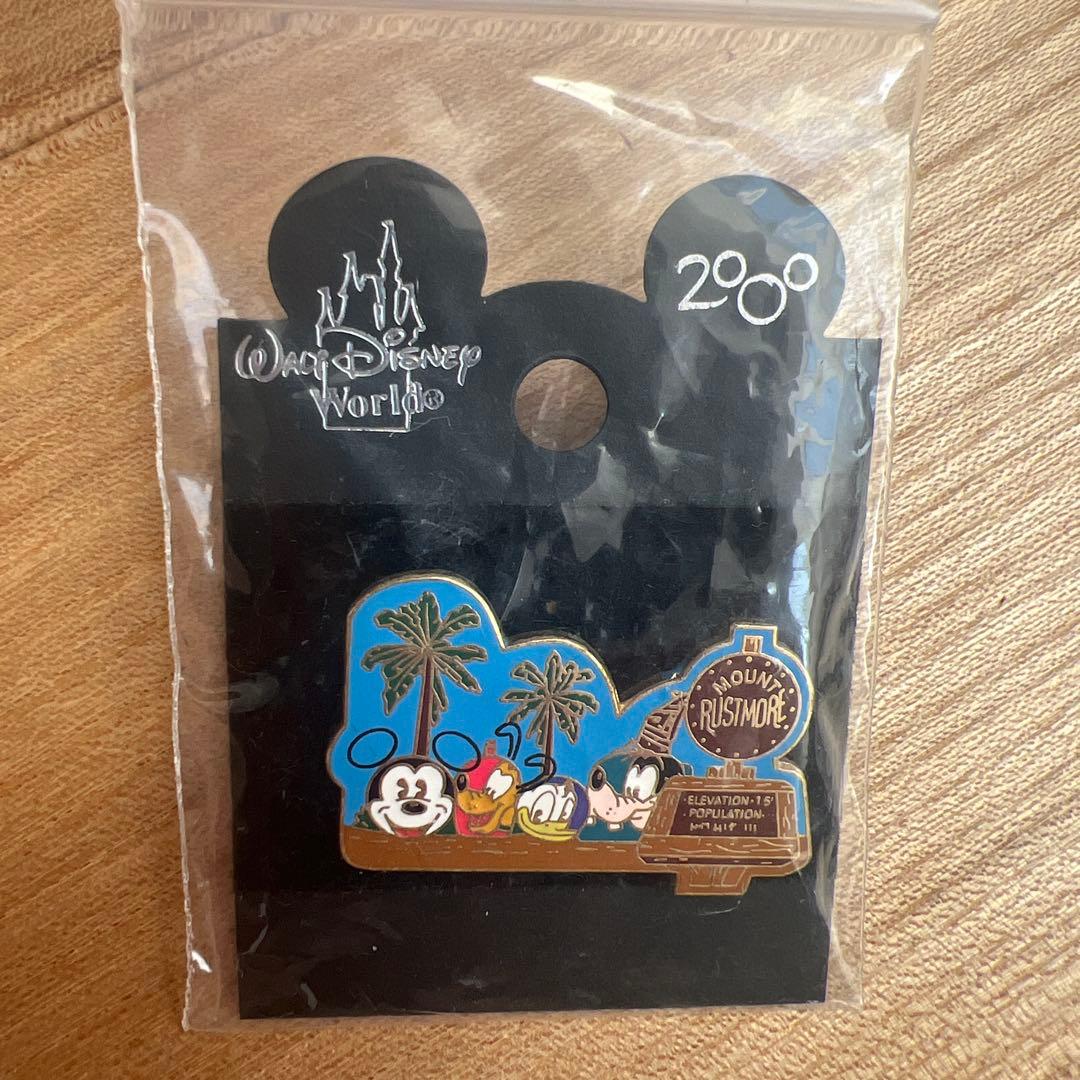 WALT DISNEY
World®
2000
MOUNT
RUSTMORE
ELEVATION·15'
POPULATION·